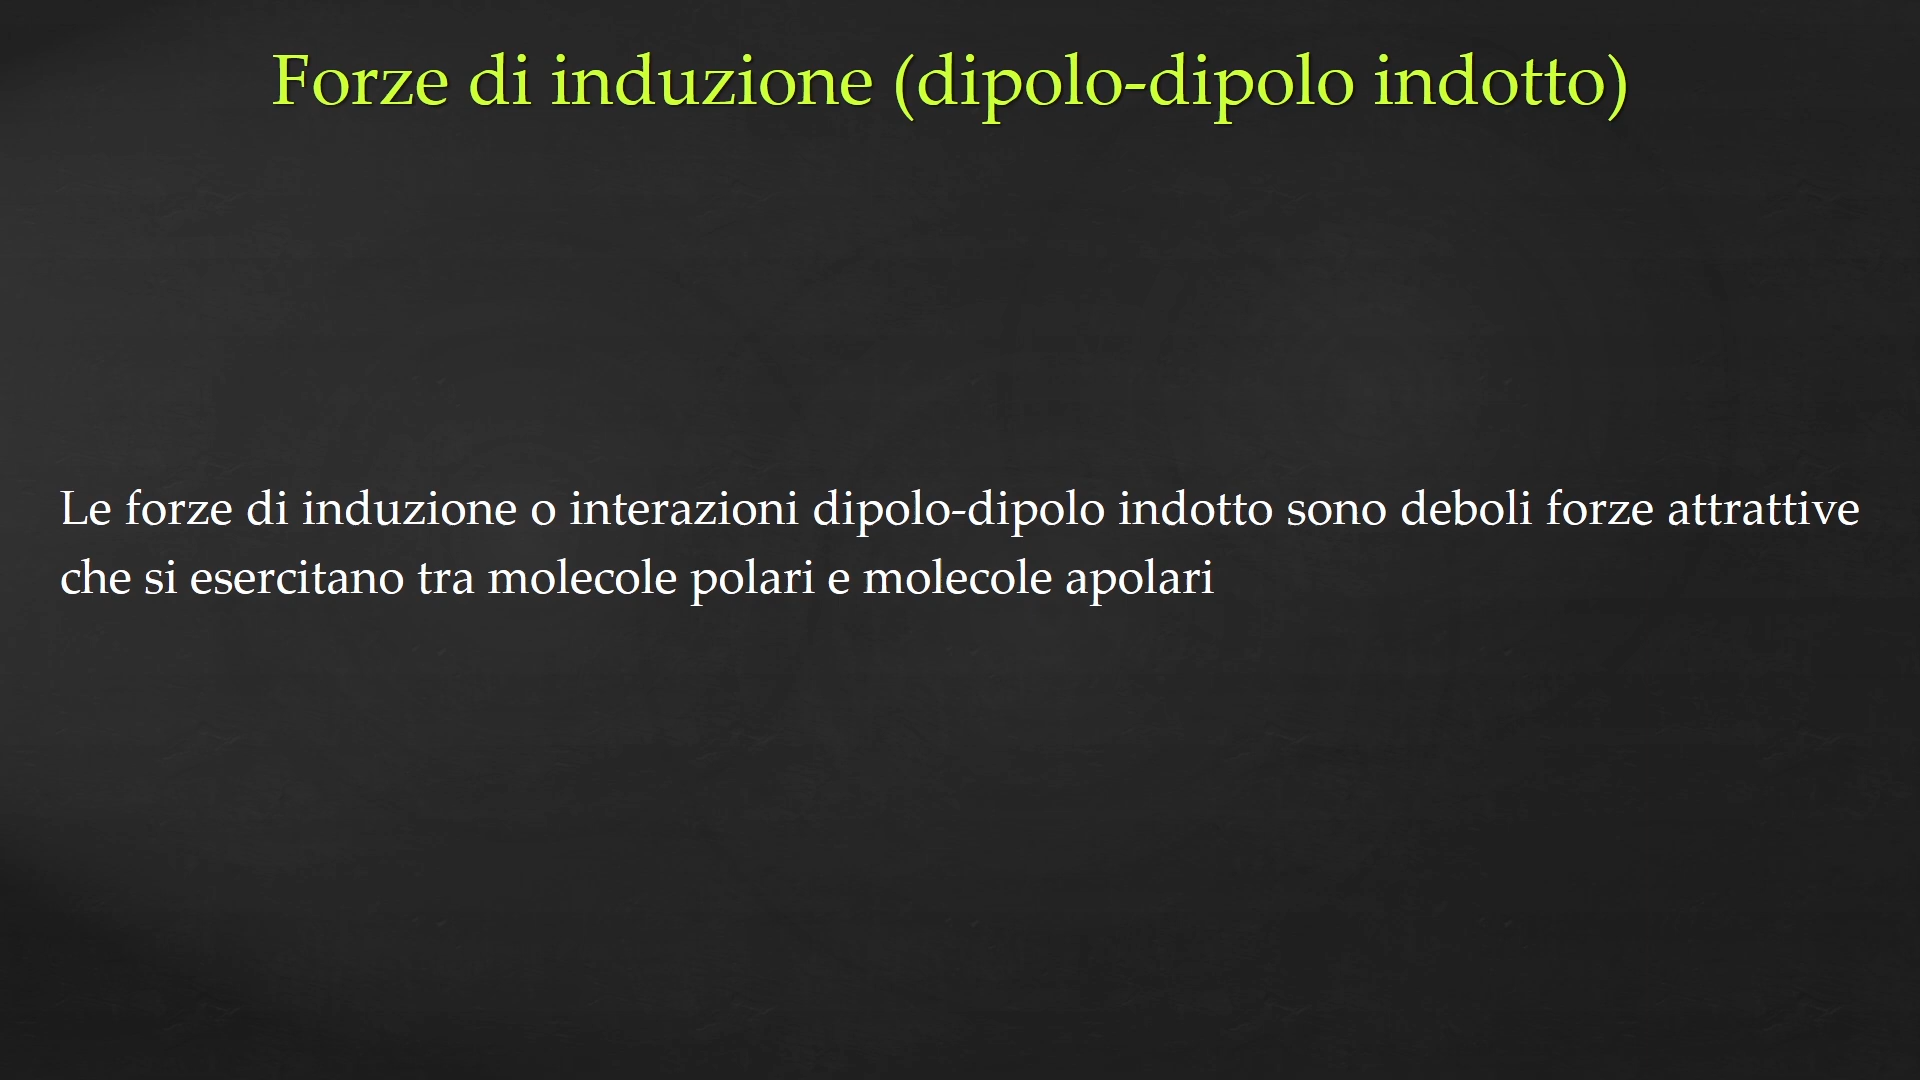 Forze di induzione (dipolo-dipolo indotto)
Le forze di induzione o interazioni dipolo-dipolo indotto sono deboli forze attrattive
che si esercitano tra molecole polari e molecole apolari